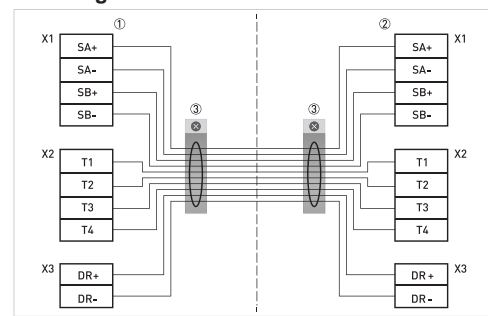 ① ②
X1 SA+ SA+ X1
SA- SA-
SB+ ③ ③ SB+
SB- SB-
X2 T1 T1 X2
T2 T2
T3 T3
T4 T4
X3 DR+ DR+ X3
DR- DR-